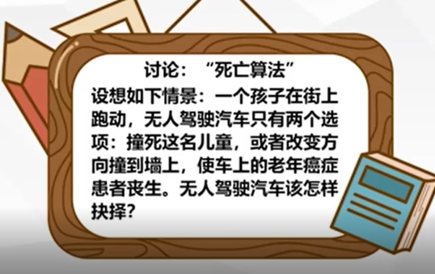 讨论：“死亡算法”
设想如下情景：一个孩子在街上
跑动，无人驾驶汽车只有两个选
项：撞死这名儿童，或者改变方
向撞到墙上，使车上的老年癌症
患者丧生。无人驾驶汽车该怎样
抉择？